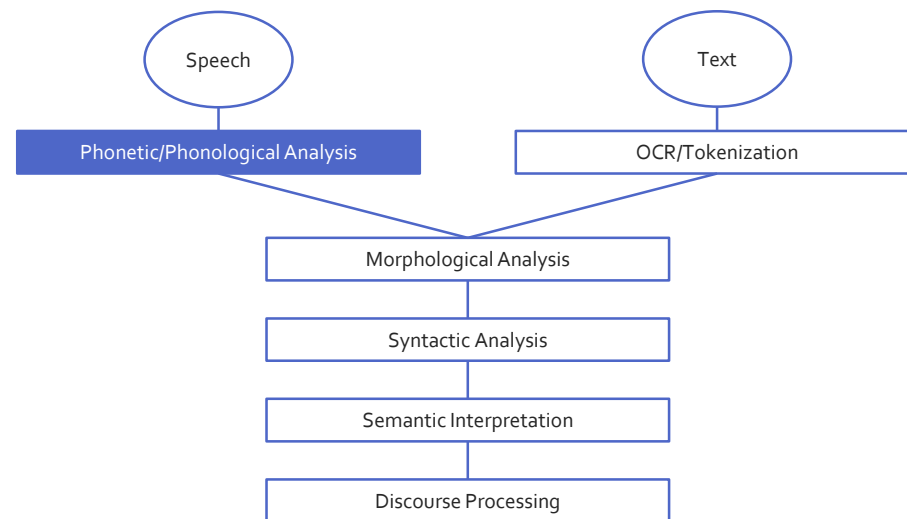 Speech
Text
Phonetic/Phonological Analysis
OCR/Tokenization
Morphological Analysis
Syntactic Analysis
Semantic Interpretation
Discourse Processing